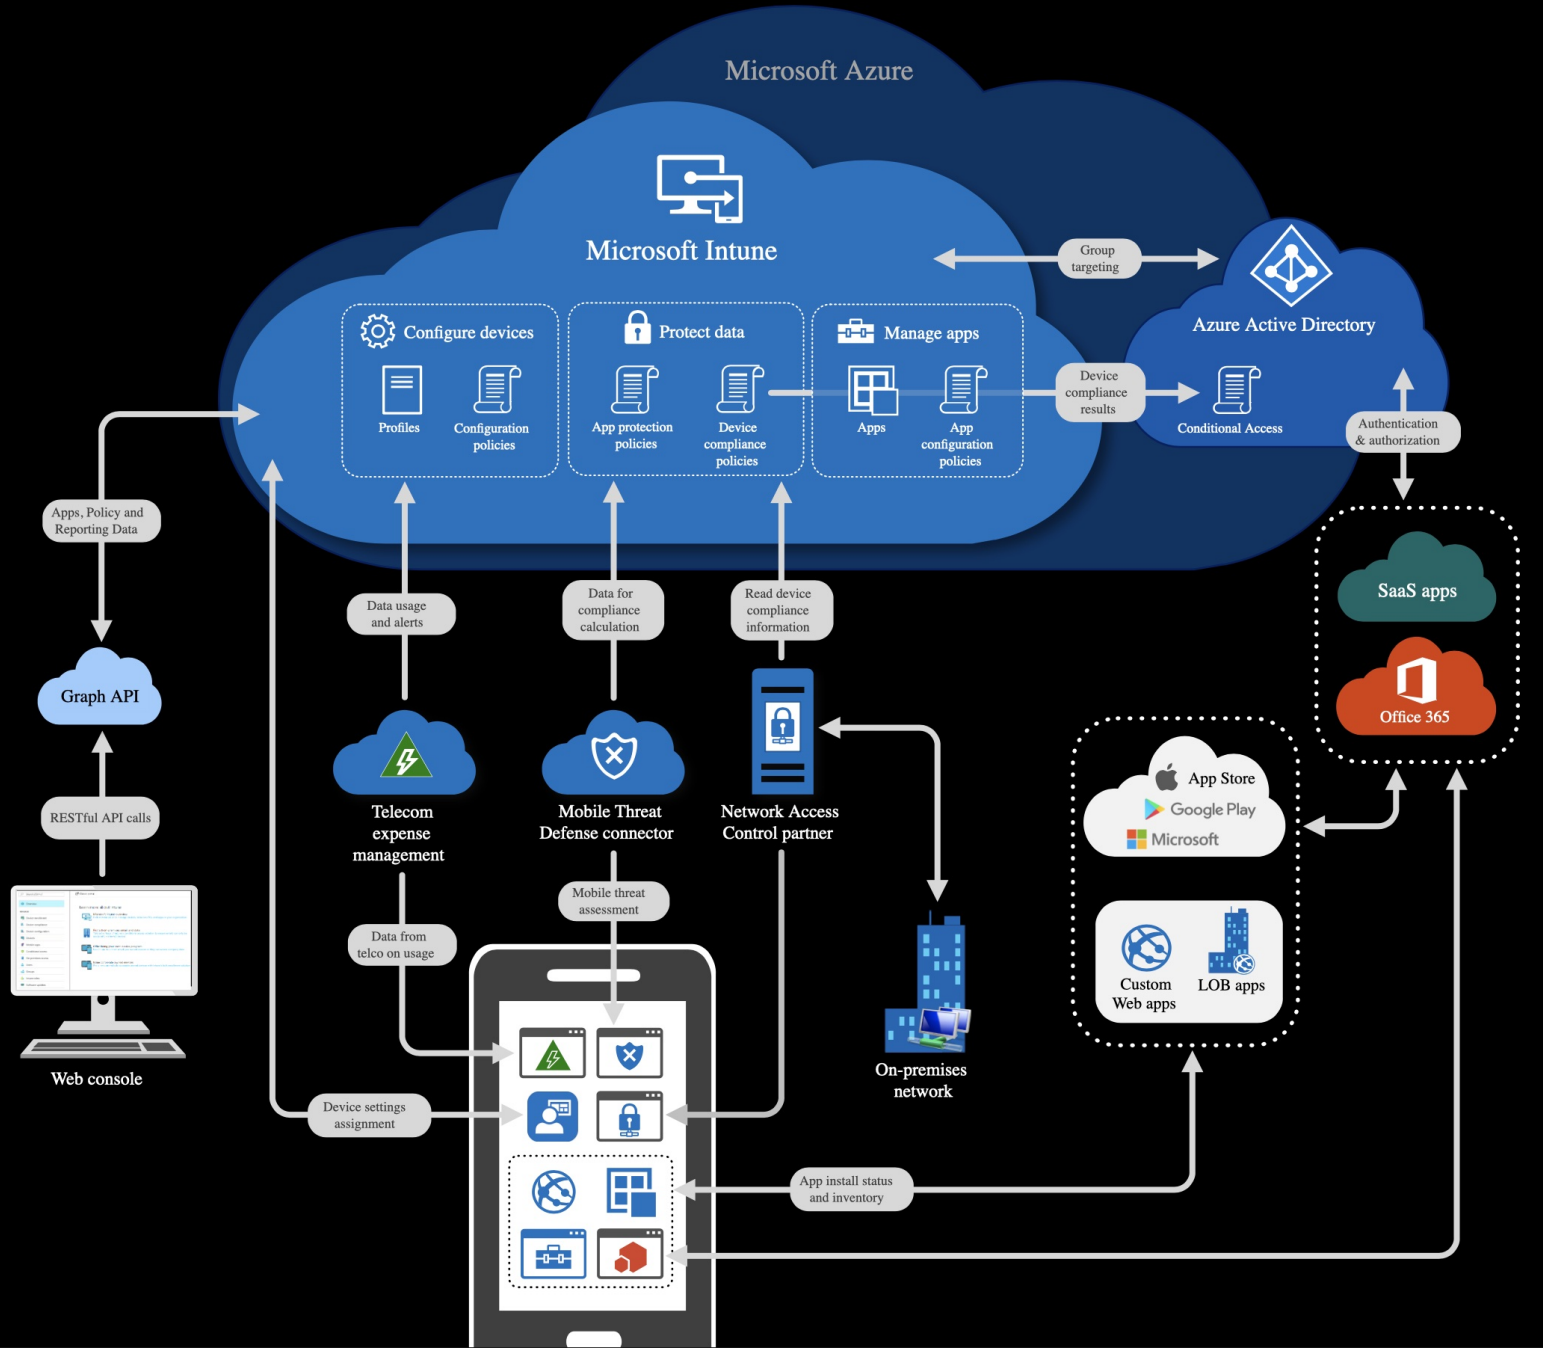 Microsoft Azure
Microsoft Intune
Group
targeting
Azure Active Directory
Configure devices
Protect data
Manage apps
Profiles
Configuration
policies
App protection
policies
Device
compliance
policies
Apps
App
configuration
policies
Device
compliance
results
Conditional Access
Authentication
& authorization
Apps, Policy and
Reporting Data
Data usage
and alerts
Data for
compliance
calculation
Read device
compliance
information
SaaS apps
Office 365
Graph API
RESTful API calls
Telecom
expense
management
Mobile Threat
Defense connector
Network Access
Control partner
App Store
Google Play
Microsoft
Mobile threat
assessment
Data from
telco on usage
Custom
Web apps
LOB apps
Web console
On-premises
network
Device settings
assignment
App install status
and inventory